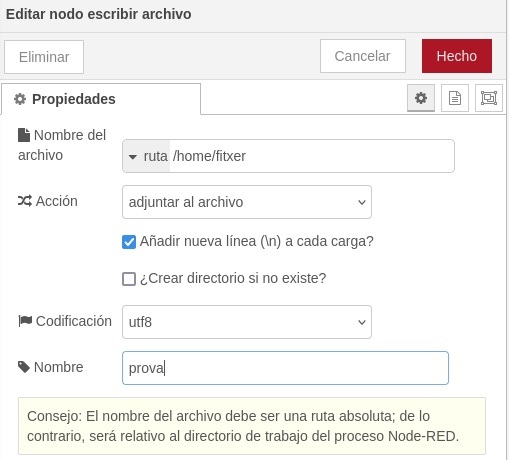 Editar nodo escribir archivo
Eliminar
Cancelar
Hecho
Propiedades
Nombre del
archivo
ruta /home/fitxer
Acción
adjuntar al archivo
Añadir nueva línea (\n) a cada carga?
¿Crear directorio si no existe?
Codificación
utf8
Nombre
prova
Consejo: El nombre del archivo debe ser una ruta absoluta; de lo
contrario, será relativo al directorio de trabajo del proceso Node-RED.